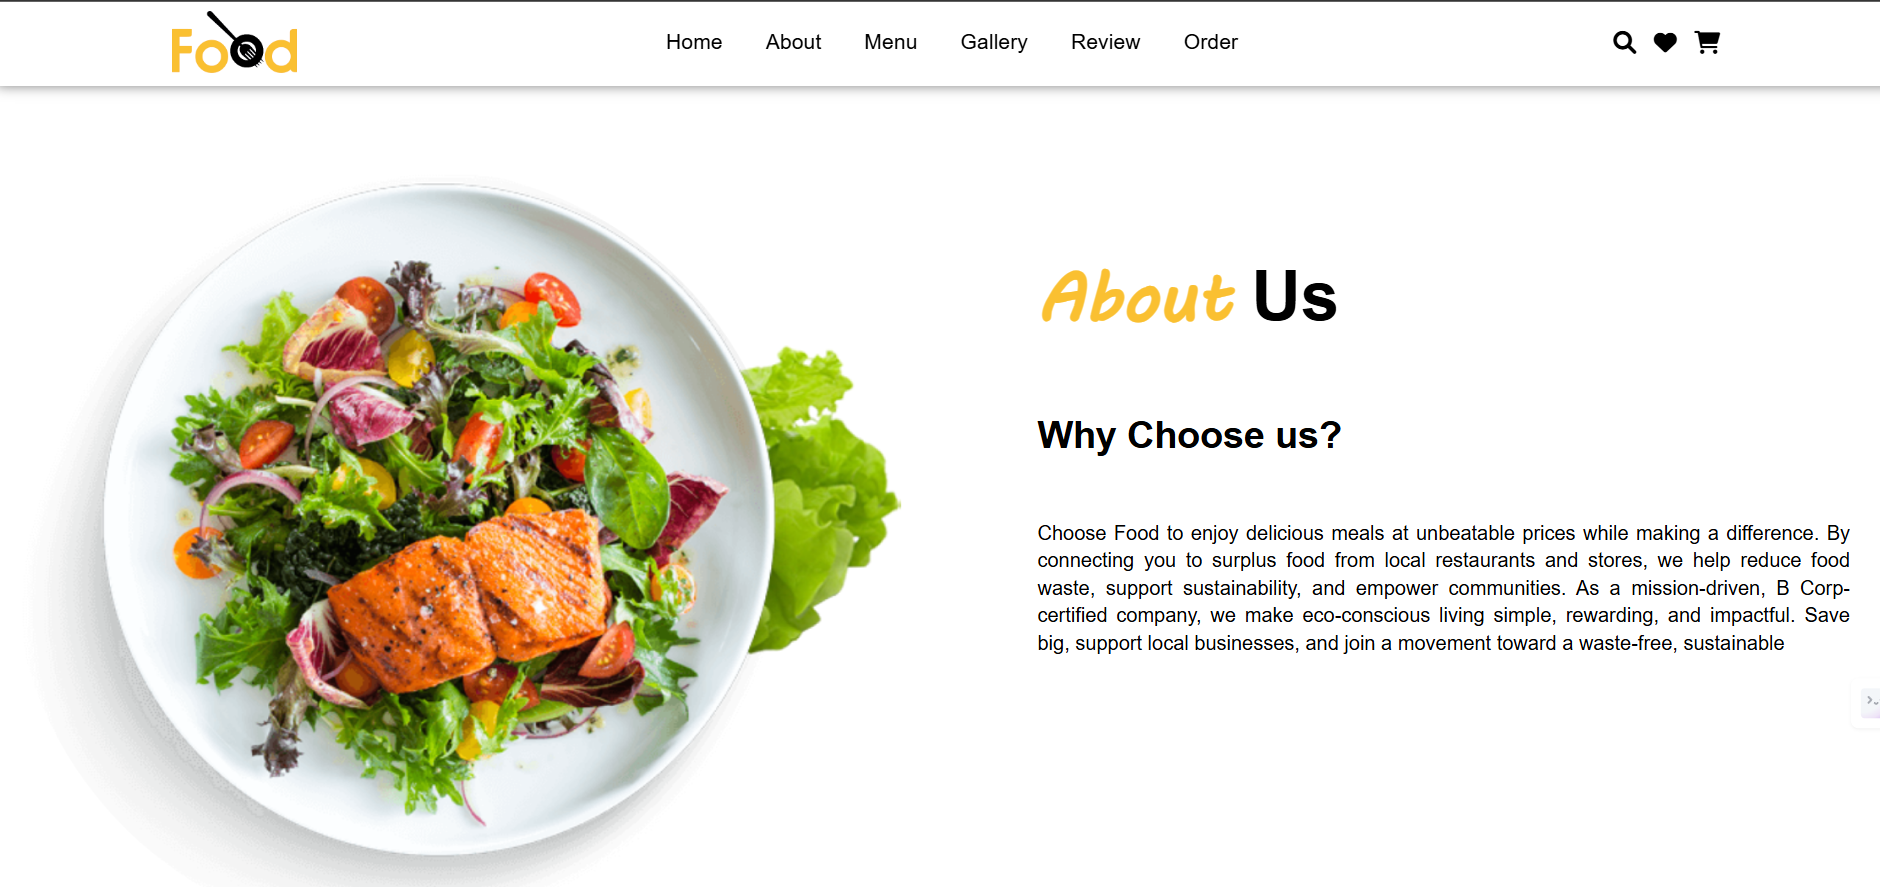 Food
Home About Menu Gallery Review Order
About Us
Why Choose us?
Choose Food to enjoy delicious meals at unbeatable prices while making a difference. By
connecting you to surplus food from local restaurants and stores, we help reduce food
waste, support sustainability, and empower communities. As a mission-driven, B Corp-
certified company, we make eco-conscious living simple, rewarding, and impactful. Save
big, support local businesses, and join a movement toward a waste-free, sustainable